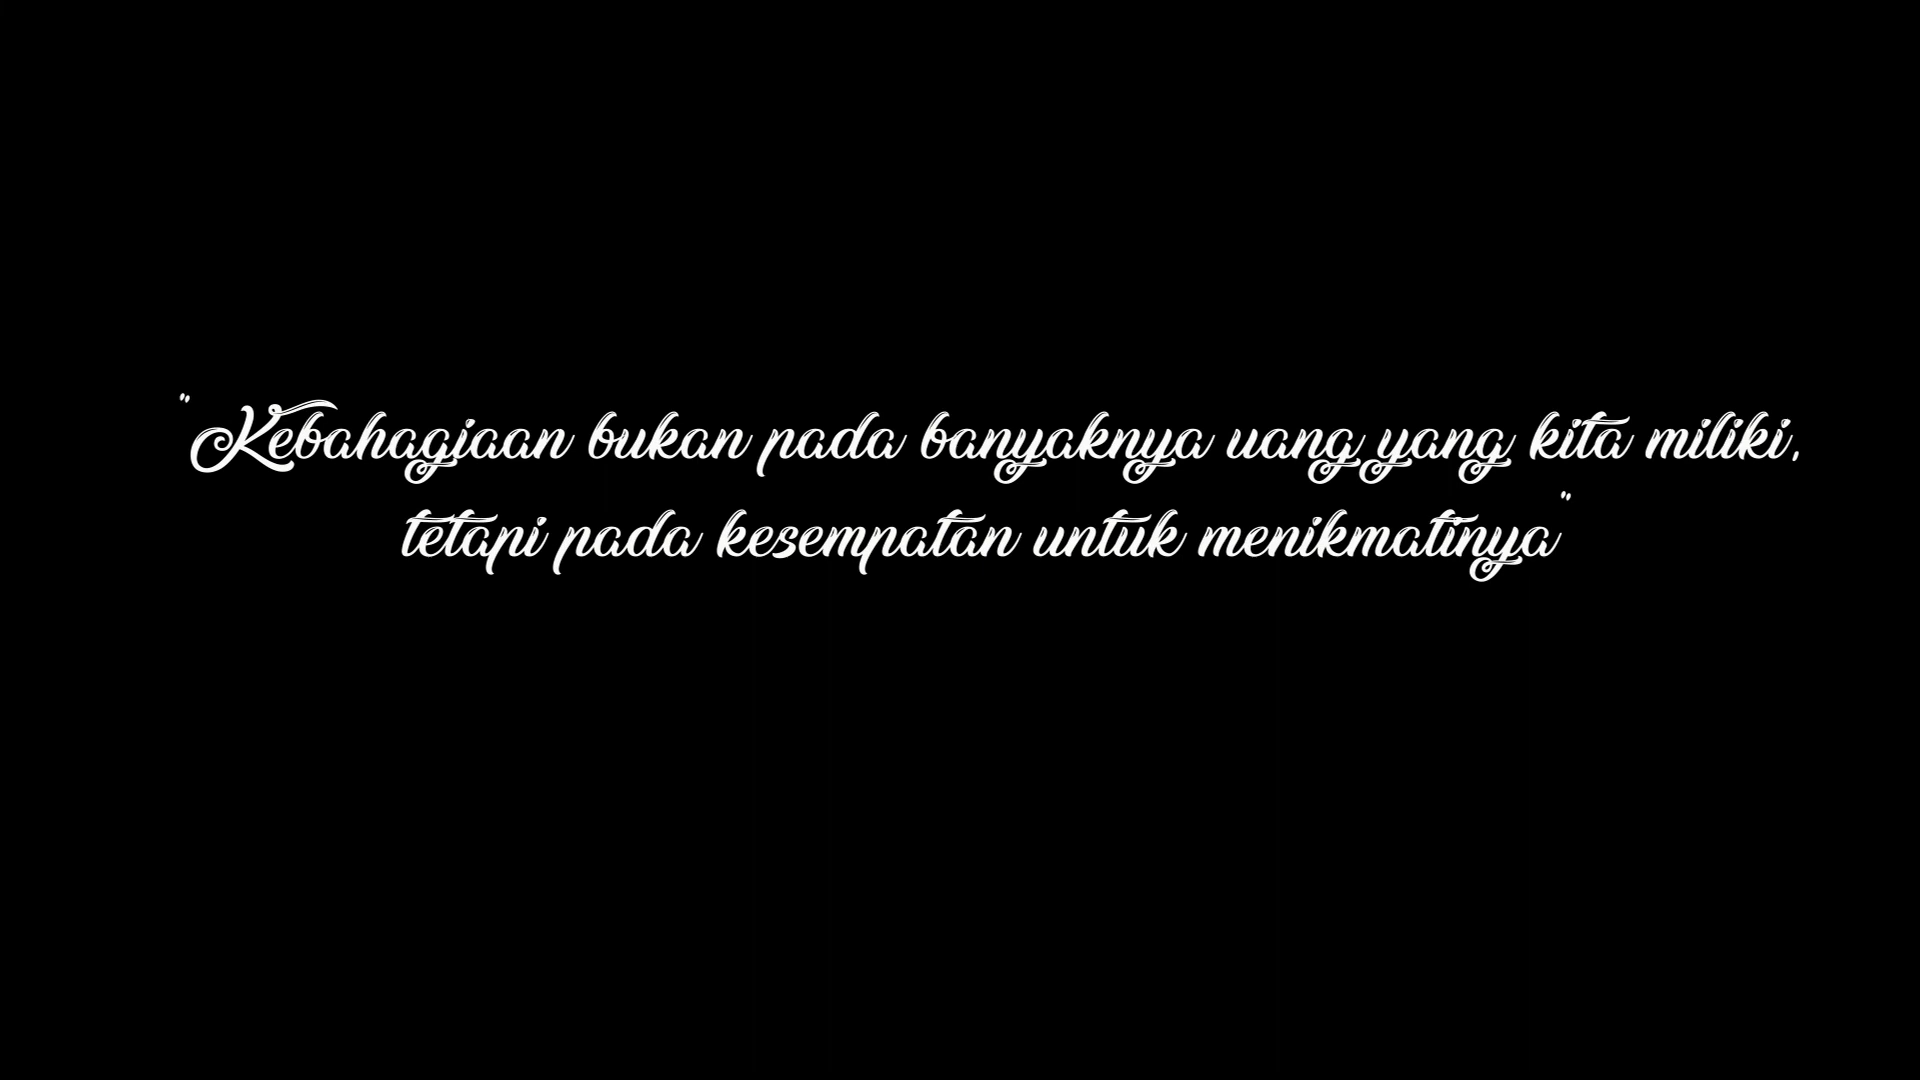 "Kebahagiaan bukan pada banyaknya uang yang kita miliki,
tetapi pada kesempatan untuk menikmatinya"